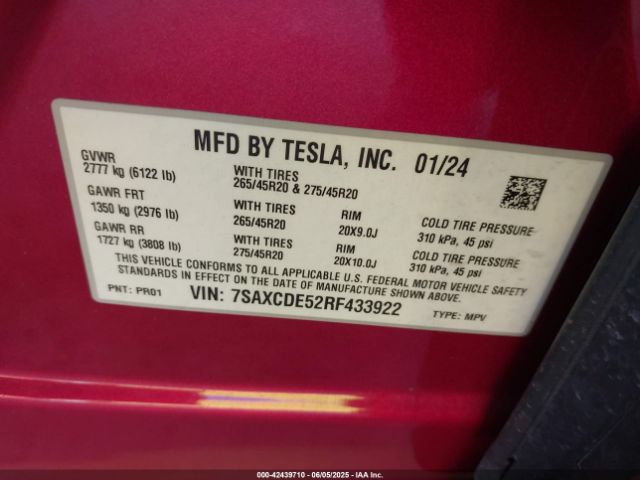 MFD BY TESLA, INC. 01/24
GVWR
2777 kg (6122 lb)
WITH TIRES
265/45R20 & 275/45R20
GAWR FRT
1350 kg (2976 lb)
WITH TIRES
265/45R20
RIM
20X9.0J
COLD TIRE PRESSURE
310 kPa, 45 psi
GAWR RR
1727 kg (3808 lb)
WITH TIRES
275/45R20
RIM
20X10.0J
COLD TIRE PRESSURE
310 kPa, 45 psi
THIS VEHICLE CONFORMS TO ALL APPLICABLE U.S. FEDERAL MOTOR VEHICLE SAFETY
STANDARDS IN EFFECT ON THE DATE OF MANUFACTURE SHOWN ABOVE.
PNT: PR01 VIN: 7SAXCDE52RF433922 TYPE: MPV
000-42439710 | 06/05/2025 | IAA Inc.